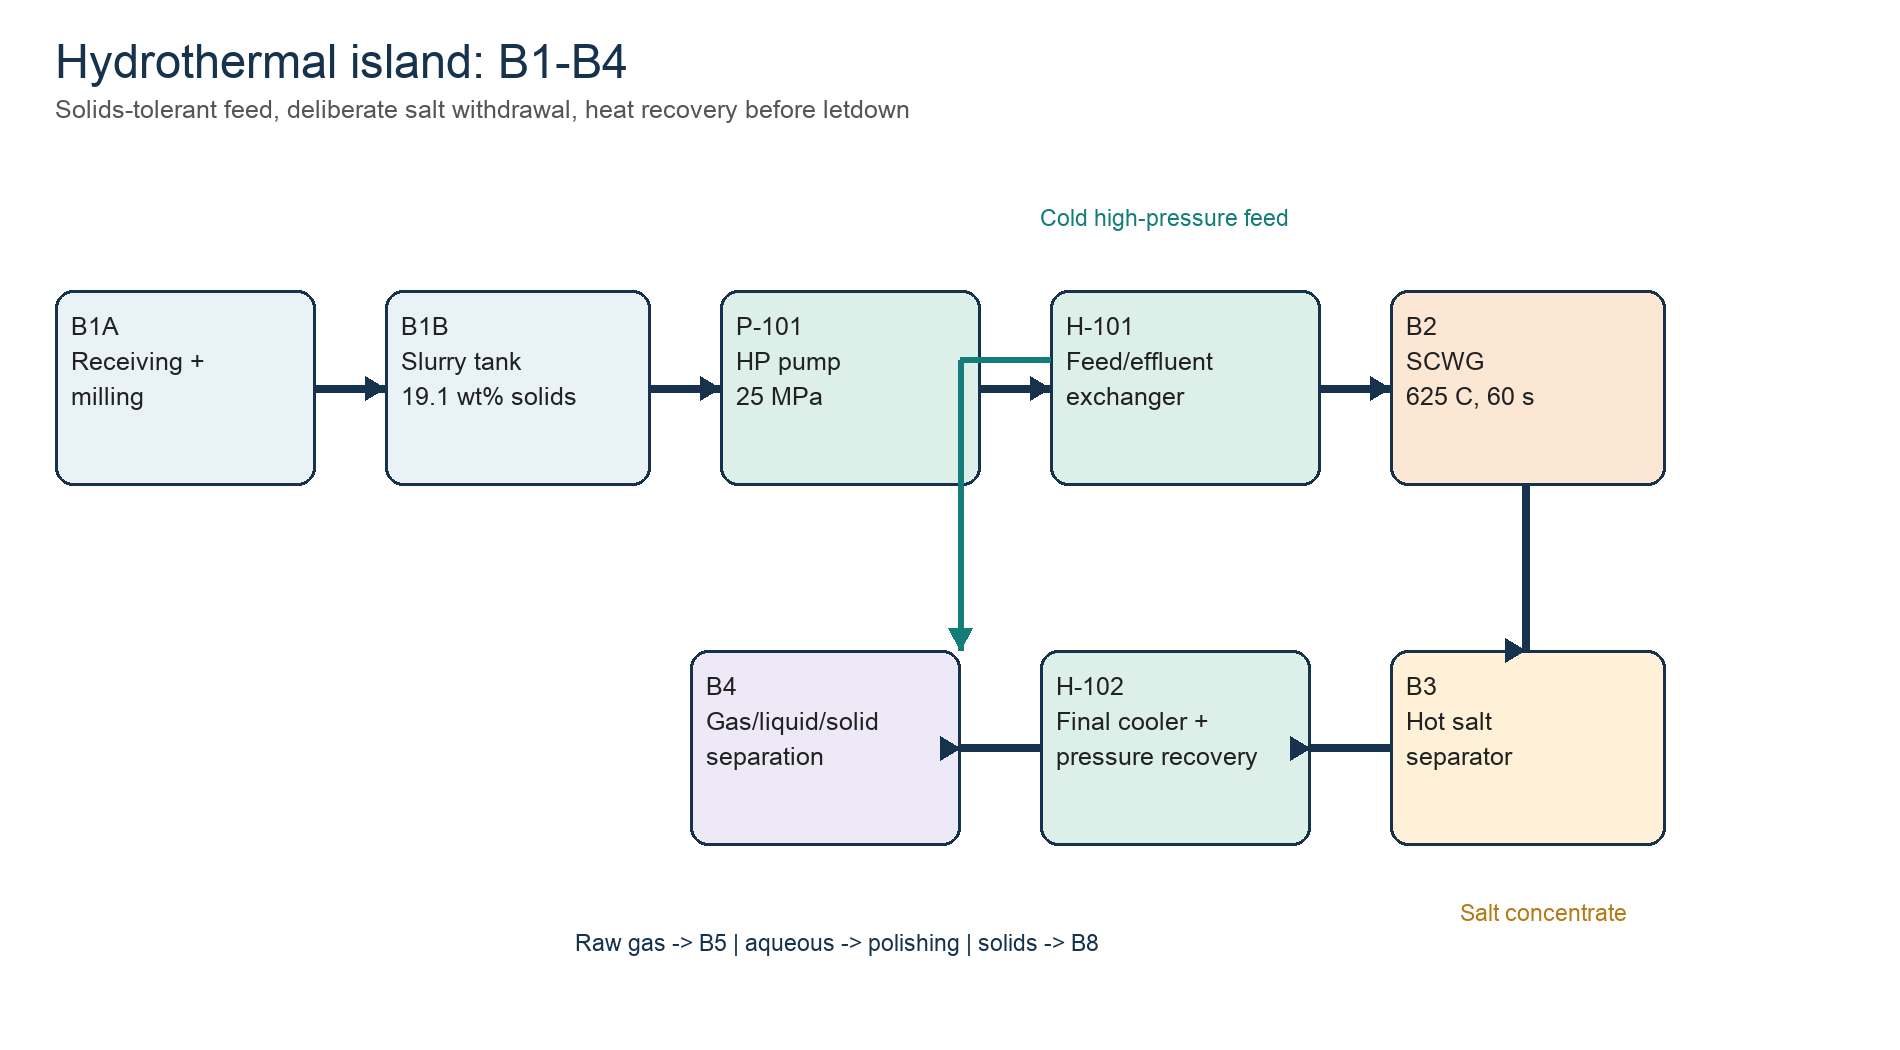 Hydrothermal island: B1-B4
Solids-tolerant feed, deliberate salt withdrawal, heat recovery before letdown
Cold high-pressure feed
B1A
Receiving +
milling
B1B
Slurry tank
19.1 wt% solids
P-101
HP pump
25 MPa
H-101
Feed/effluent
exchanger
B2
SCWG
625 C, 60 s
B4
Gas/liquid/solid
separation
H-102
Final cooler +
pressure recovery
B3
Hot salt
separator
Salt concentrate
Raw gas -> B5 | aqueous -> polishing | solids -> B8